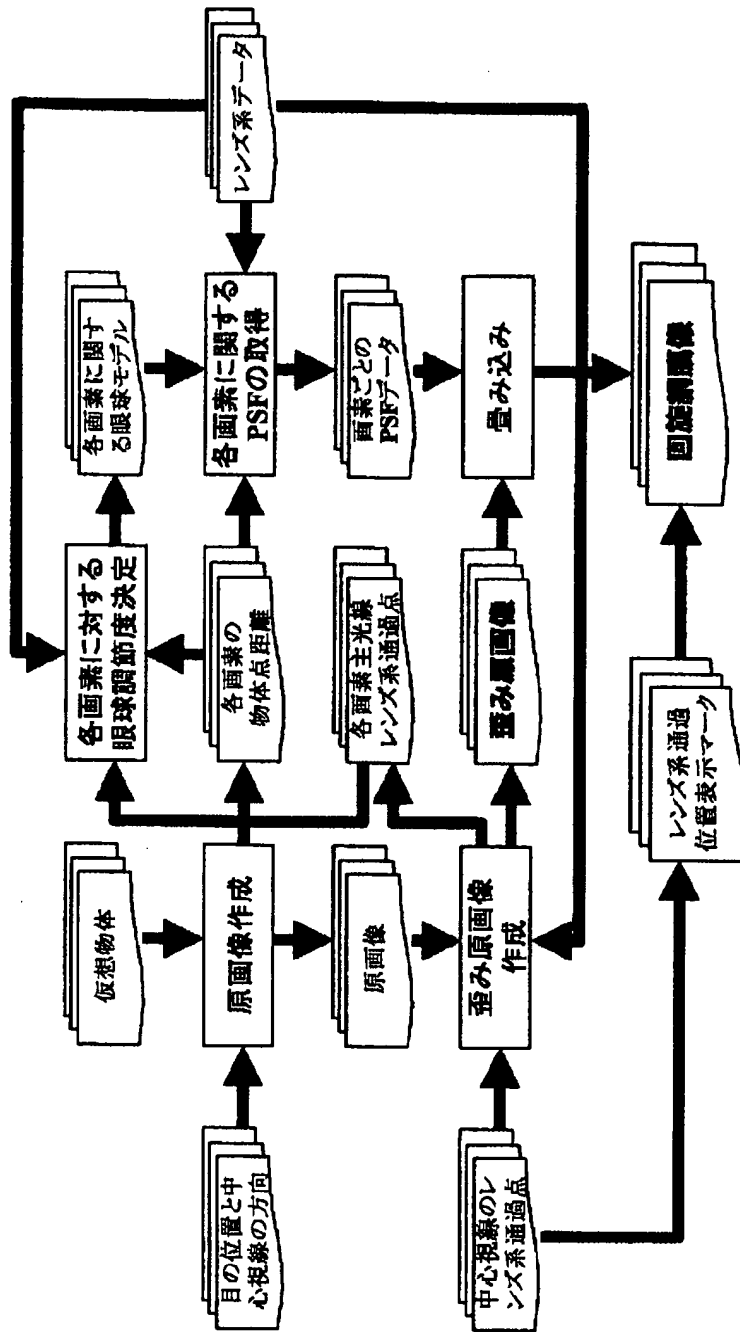 仮想物体
各画素に対する
眼球調節度決定
各画素に関す
る眼球モデル
目の位置と中
心視線の方向
原画像作成
各画素の
物体点距離
各画素に関する
PSFの取得
レンズ系データ
原画像
各画素主光線
レンズ系通過点
画素ごとの
PSFデータ
中心視線のレ
ンズ系通過点
歪み原画像
作成
歪み原画像
畳み込み
レンズ系通過
位置表示マーク
回旋網膜像